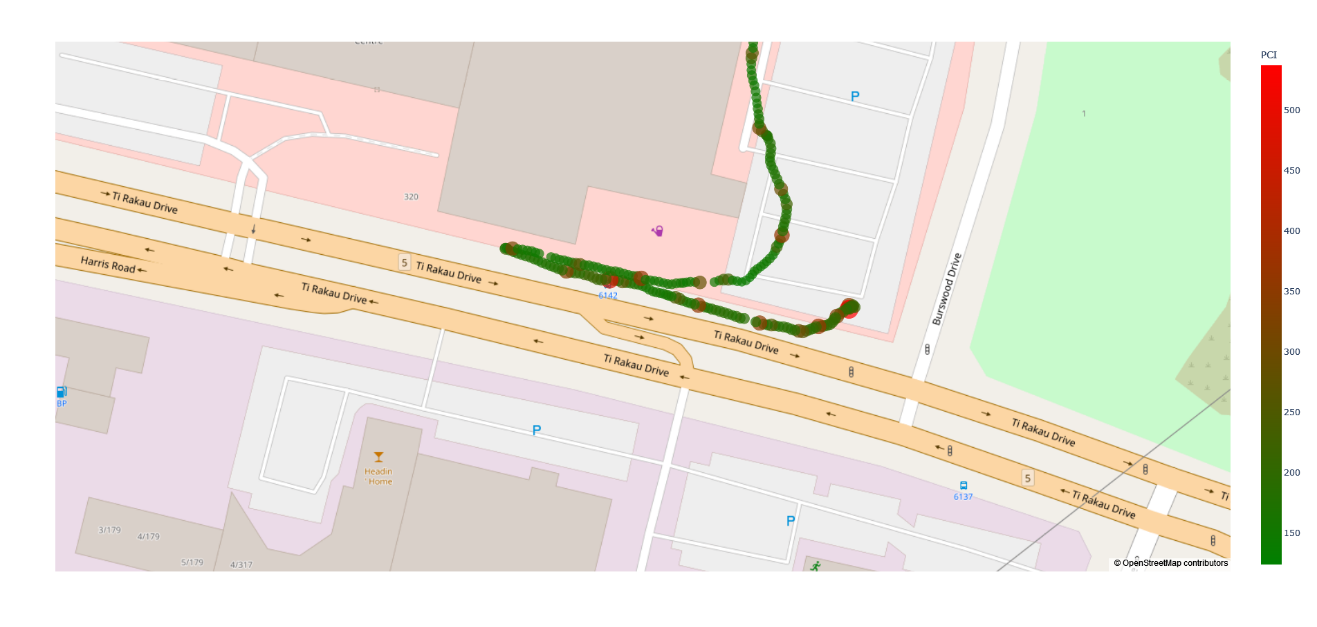 PCI
500
450
400
350
300
250
200
150
P
1
320
Ti Rakau Drive
5
Ti Rakau Drive
Harris Road
Ti Rakau Drive
6142
Burswood Drive
Ti Rakau Drive
Ti Rakau Drive
BP
P
Headin
' Home
Ti Rakau Drive
5
6137
Ti Rakau Drive
Ti
P
3/179
4/179
5/179
4/317
© OpenStreetMap contributors